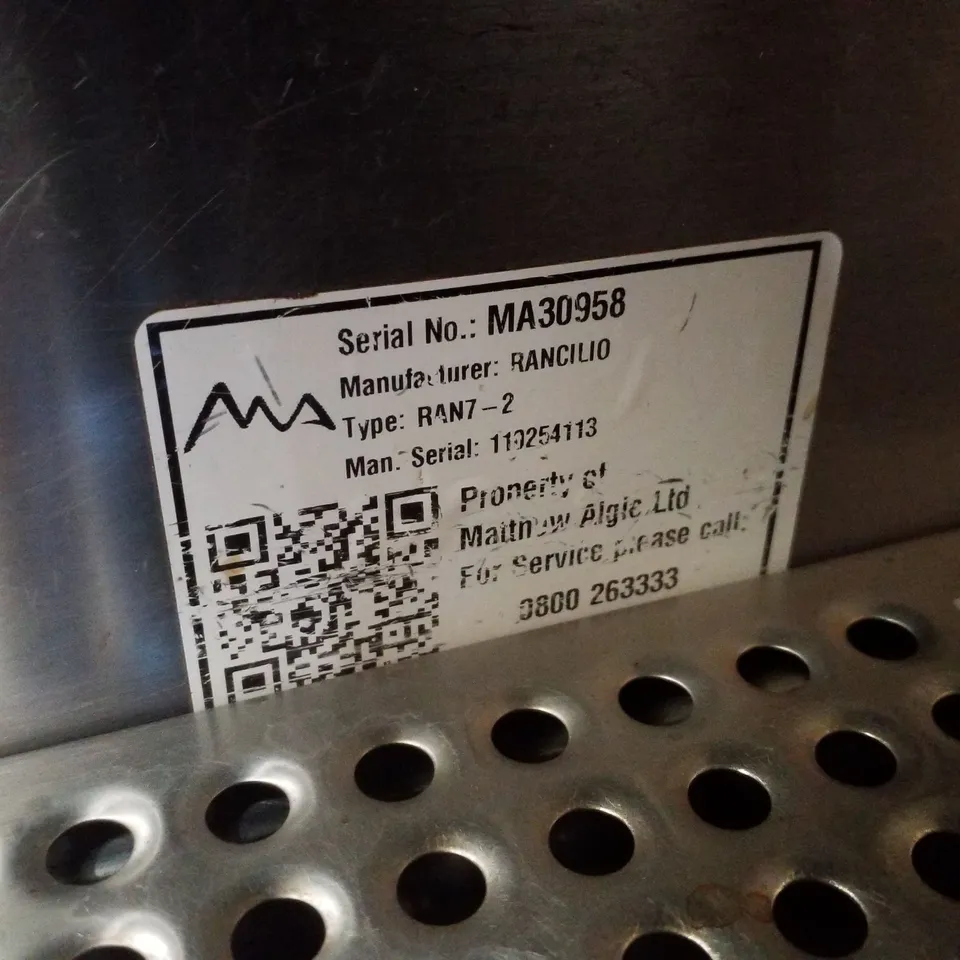 Serial No.: MA30958
Manufacturer: RANCILIO
Type: RAN7-2
Man. Serial: 110254113
Property of
Matthew Algie Ltd
For Service please call:
0800 263333